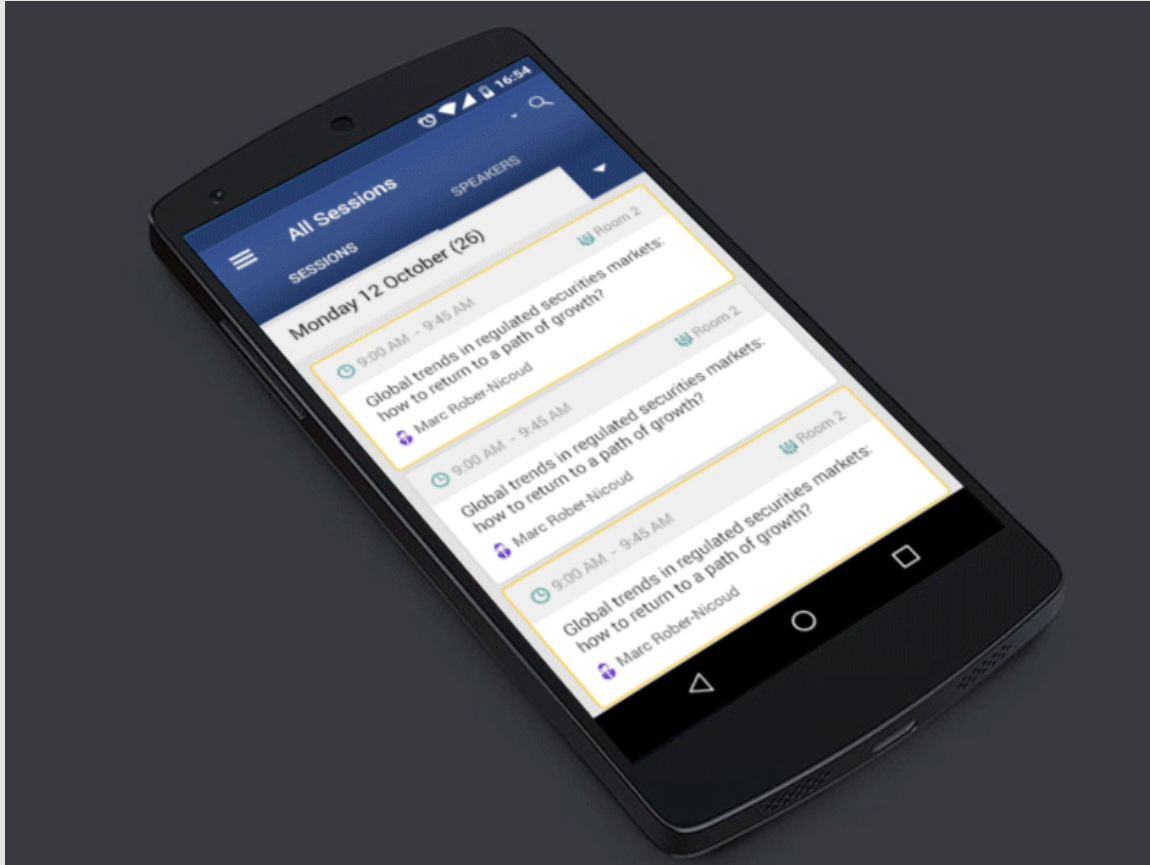 16:54
All Sessions
SESSIONS
SPEAKERS
Monday 12 October (26)
9:00 AM - 9:45 AM
Room 2
Global trends in regulated securities markets:
how to return to a path of growth?
Marc Rober-Nicoud
9:00 AM - 9:45 AM
Room 2
Global trends in regulated securities markets:
how to return to a path of growth?
Marc Rober-Nicoud
9:00 AM - 9:45 AM
Room 2
Global trends in regulated securities markets:
how to return to a path of growth?
Marc Rober-Nicoud